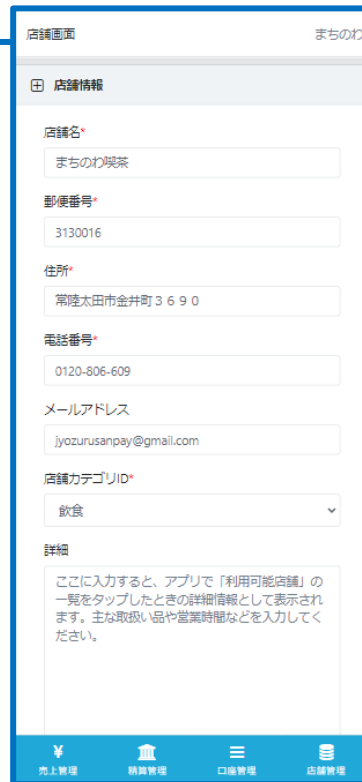 店舗画面 まちのわ
店舗情報
店舗名*
まちのわ喫茶
郵便番号*
3130016
住所*
常陸太田市金井町３６９０
電話番号*
0120-806-609
メールアドレス
jyozurusanpay@gmail.com
店舗カテゴリID*
飲食
詳細
ここに入力すると、アプリで「利用可能店舗」の
一覧をタップしたときの詳細情報として表示され
ます。主な取扱い品や営業時間などを入力してく
ださい。
売上管理 精算管理 口座管理 店舗管理